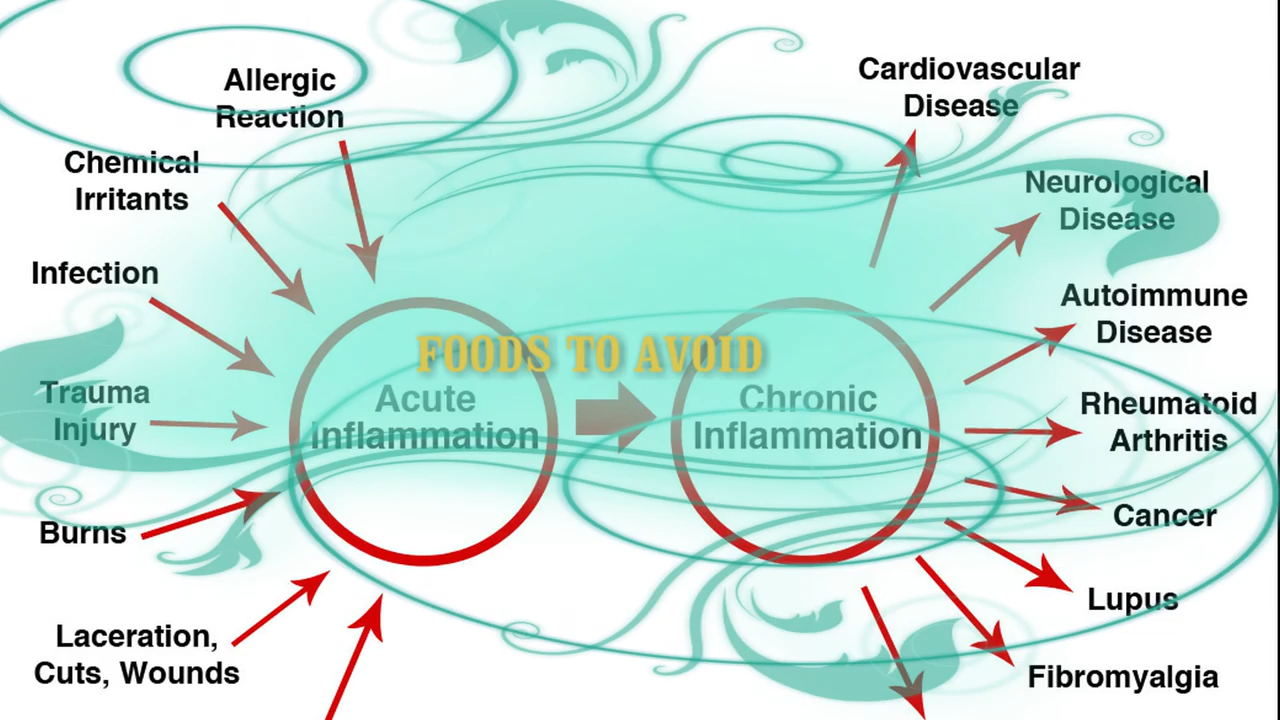 Allergic
Reaction
Chemical
Irritants
Infection
Trauma
Injury
Burns
Laceration,
Cuts, Wounds
FOODS TO AVOID
Acute
Inflammation
Chronic
Inflammation
Cardiovascular
Disease
Neurological
Disease
Autoimmune
Disease
Rheumatoid
Arthritis
Cancer
Lupus
Fibromyalgia